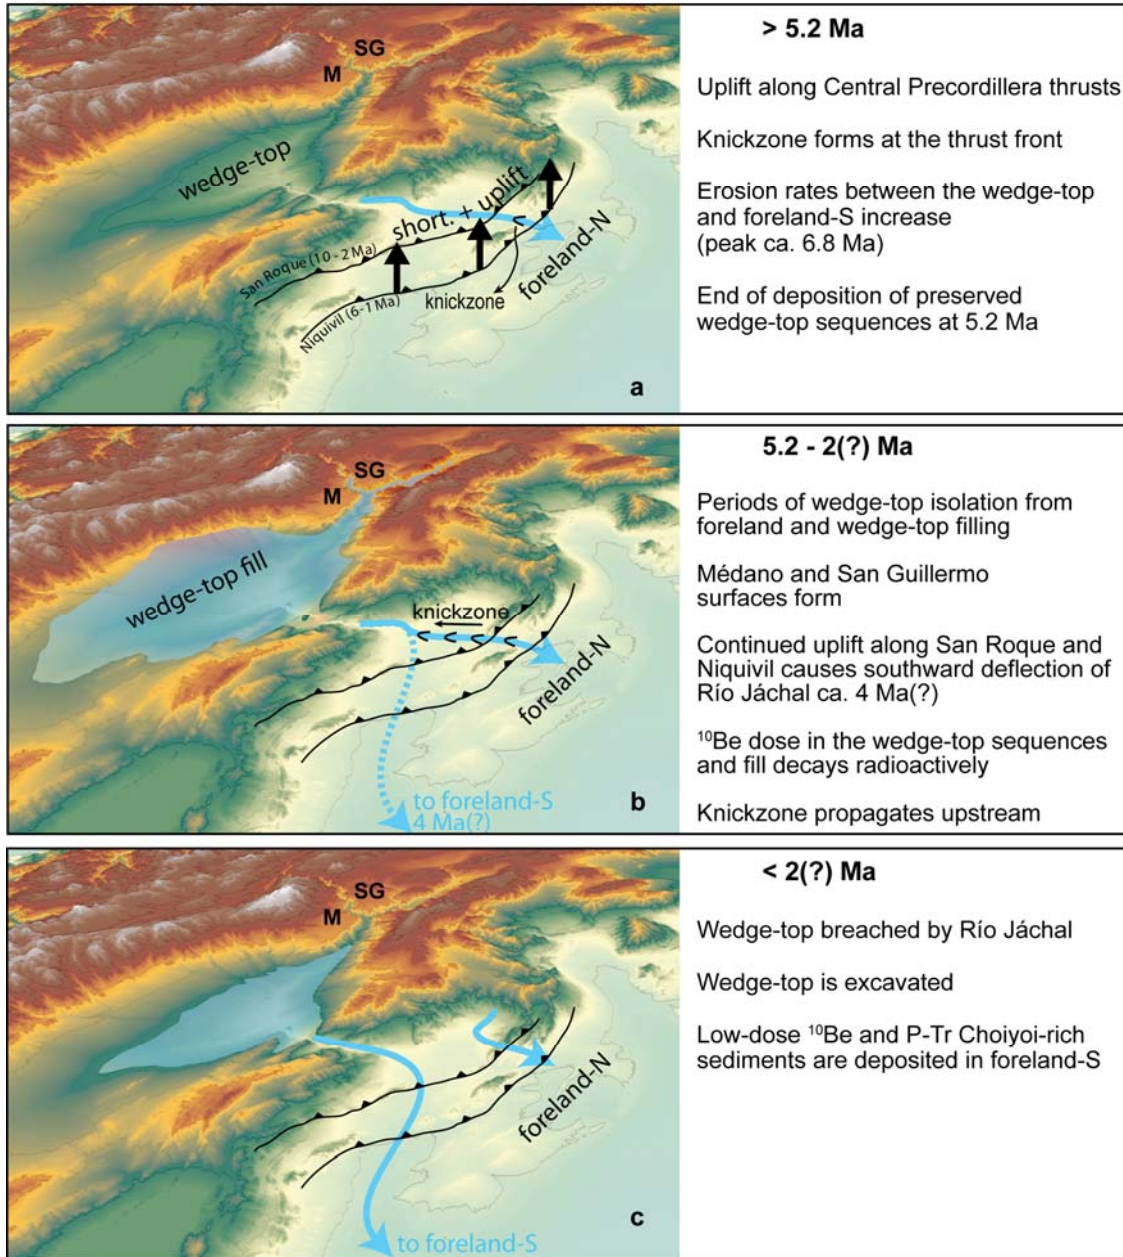 SG
M
wedge-top
short. + uplift
San Roque (10 - 2 Ma)
Niquivil (6-1 Ma)
knickzone
foreland-N
a
> 5.2 Ma
Uplift along Central Precordillera thrusts
Knickzone forms at the thrust front
Erosion rates between the wedge-top
and foreland-S increase
(peak ca. 6.8 Ma)
End of deposition of preserved
wedge-top sequences at 5.2 Ma
SG
M
wedge-top fill
knickzone
foreland-N
to foreland-S
4 Ma(?)
b
5.2 - 2(?) Ma
Periods of wedge-top isolation from
foreland and wedge-top filling
Médano and San Guillermo
surfaces form
Continued uplift along San Roque and
Niquivil causes southward deflection of
Río Jáchal ca. 4 Ma(?)
¹⁰Be dose in the wedge-top sequences
and fill decays radioactively
Knickzone propagates upstream
SG
M
foreland-N
to foreland-S
c
< 2(?) Ma
Wedge-top breached by Río Jáchal
Wedge-top is excavated
Low-dose ¹⁰Be and P-Tr Choiyoi-rich
sediments are deposited in foreland-S